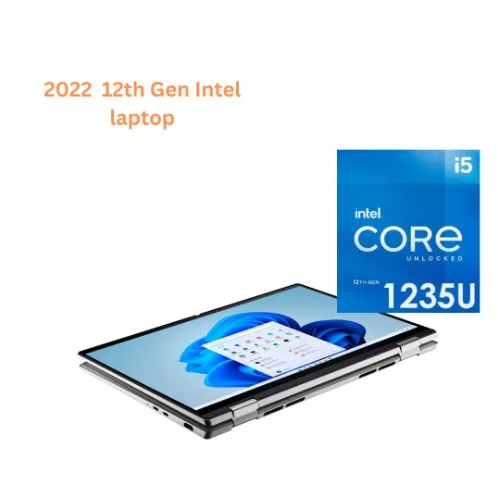 2022 12th Gen Intel
laptop
i5
intel
CORE
UNLOCKED
12TH GEN
1235U